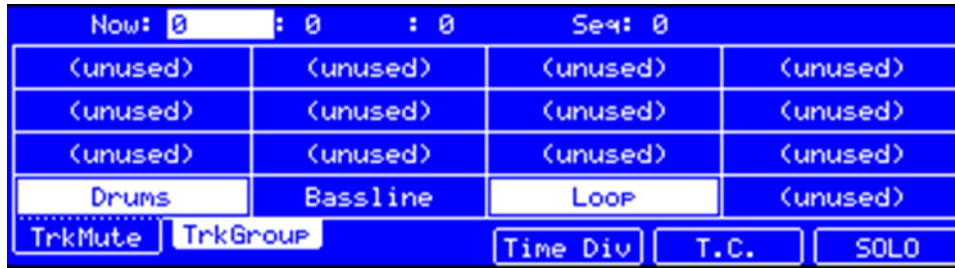 Now: 0 : 0 : 0 Seq: 0
(unused) (unused) (unused) (unused)
(unused) (unused) (unused) (unused)
(unused) (unused) (unused) (unused)
Drums Bassline Loop (unused)
TrkMute TrkGroup Time Div T.C. SOLO